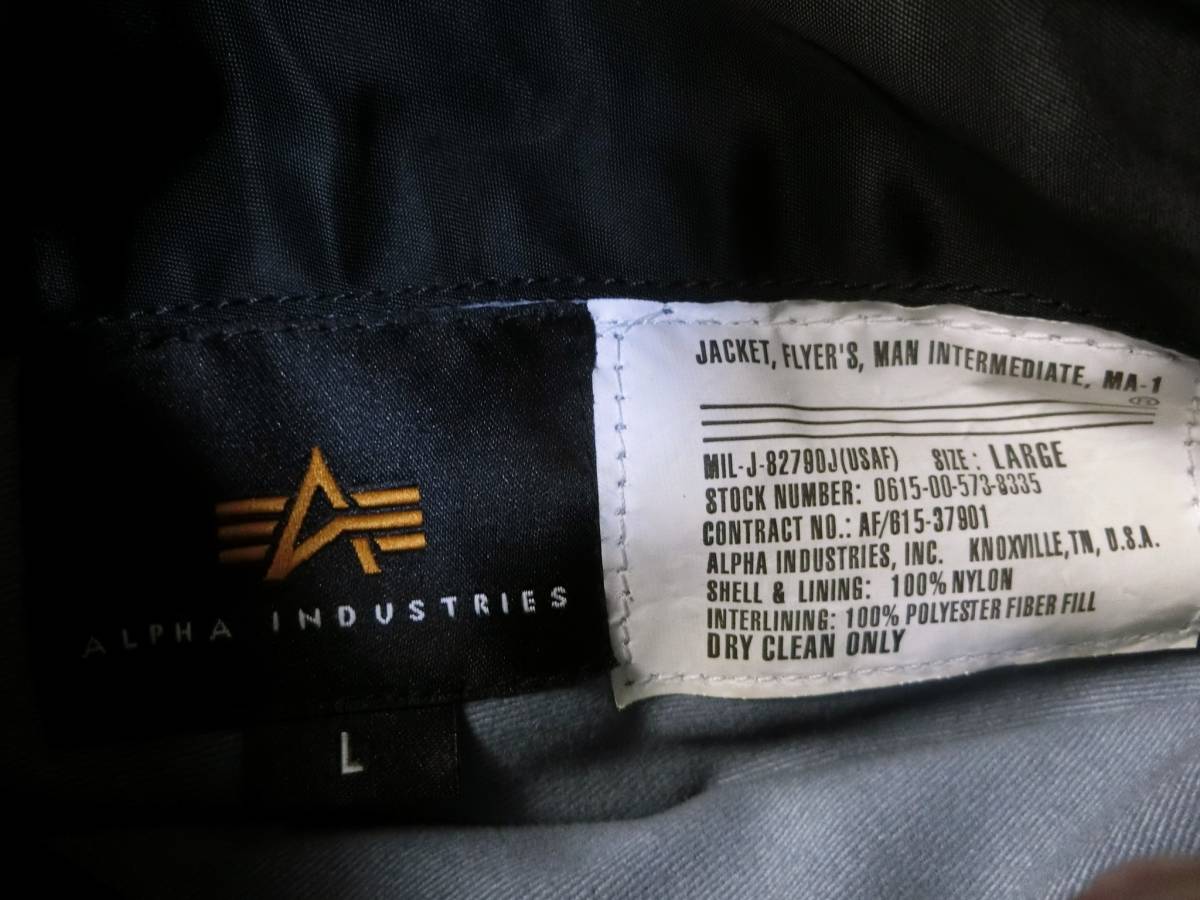 ALPHA INDUSTRIES
L
JACKET, FLYER'S, MAN INTERMEDIATE, MA-1
MIL-J-82790J(USAF) SIZE: LARGE
STOCK NUMBER: 0615-00-573-8335
CONTRACT NO.: AF/615-37901
ALPHA INDUSTRIES, INC. KNOXVILLE,TN, U.S.A.
SHELL & LINING: 100% NYLON
INTERLINING: 100% POLYESTER FIBER FILL
DRY CLEAN ONLY